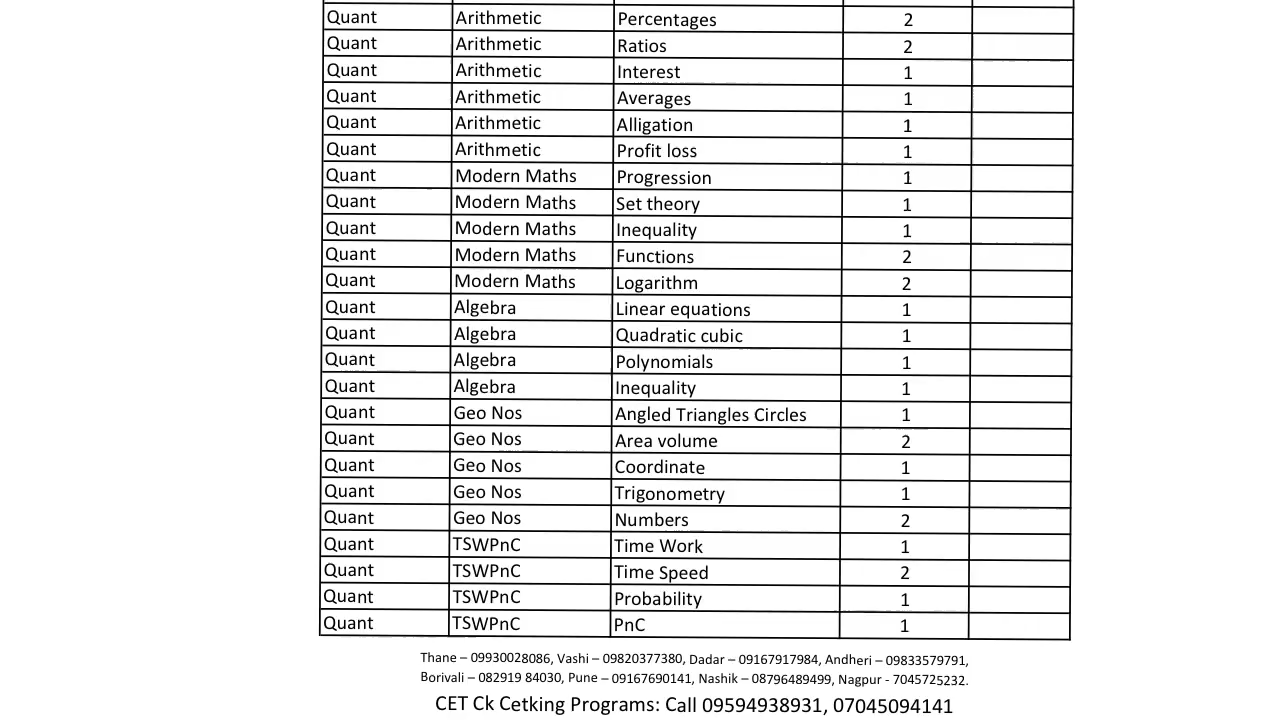 Quant Arithmetic Percentages 2
Quant Arithmetic Ratios 2
Quant Arithmetic Interest 1
Quant Arithmetic Averages 1
Quant Arithmetic Alligation 1
Quant Arithmetic Profit loss 1
Quant Modern Maths Progression 1
Quant Modern Maths Set theory 1
Quant Modern Maths Inequality 1
Quant Modern Maths Functions 2
Quant Modern Maths Logarithm 2
Quant Algebra Linear equations 1
Quant Algebra Quadratic cubic 1
Quant Algebra Polynomials 1
Quant Algebra Inequality 1
Quant Geo Nos Angled Triangles Circles 1
Quant Geo Nos Area volume 2
Quant Geo Nos Coordinate 1
Quant Geo Nos Trigonometry 1
Quant Geo Nos Numbers 2
Quant TSWPnC Time Work 1
Quant TSWPnC Time Speed 2
Quant TSWPnC Probability 1
Quant TSWPnC PnC 1
Thane – 09930028086, Vashi – 09820377380, Dadar – 09167917984, Andheri – 09833579791,
Borivali – 082919 84030, Pune – 09167690141, Nashik – 08796489499, Nagpur - 7045725232.
CET Ck Cetking Programs: Call 09594938931, 07045094141